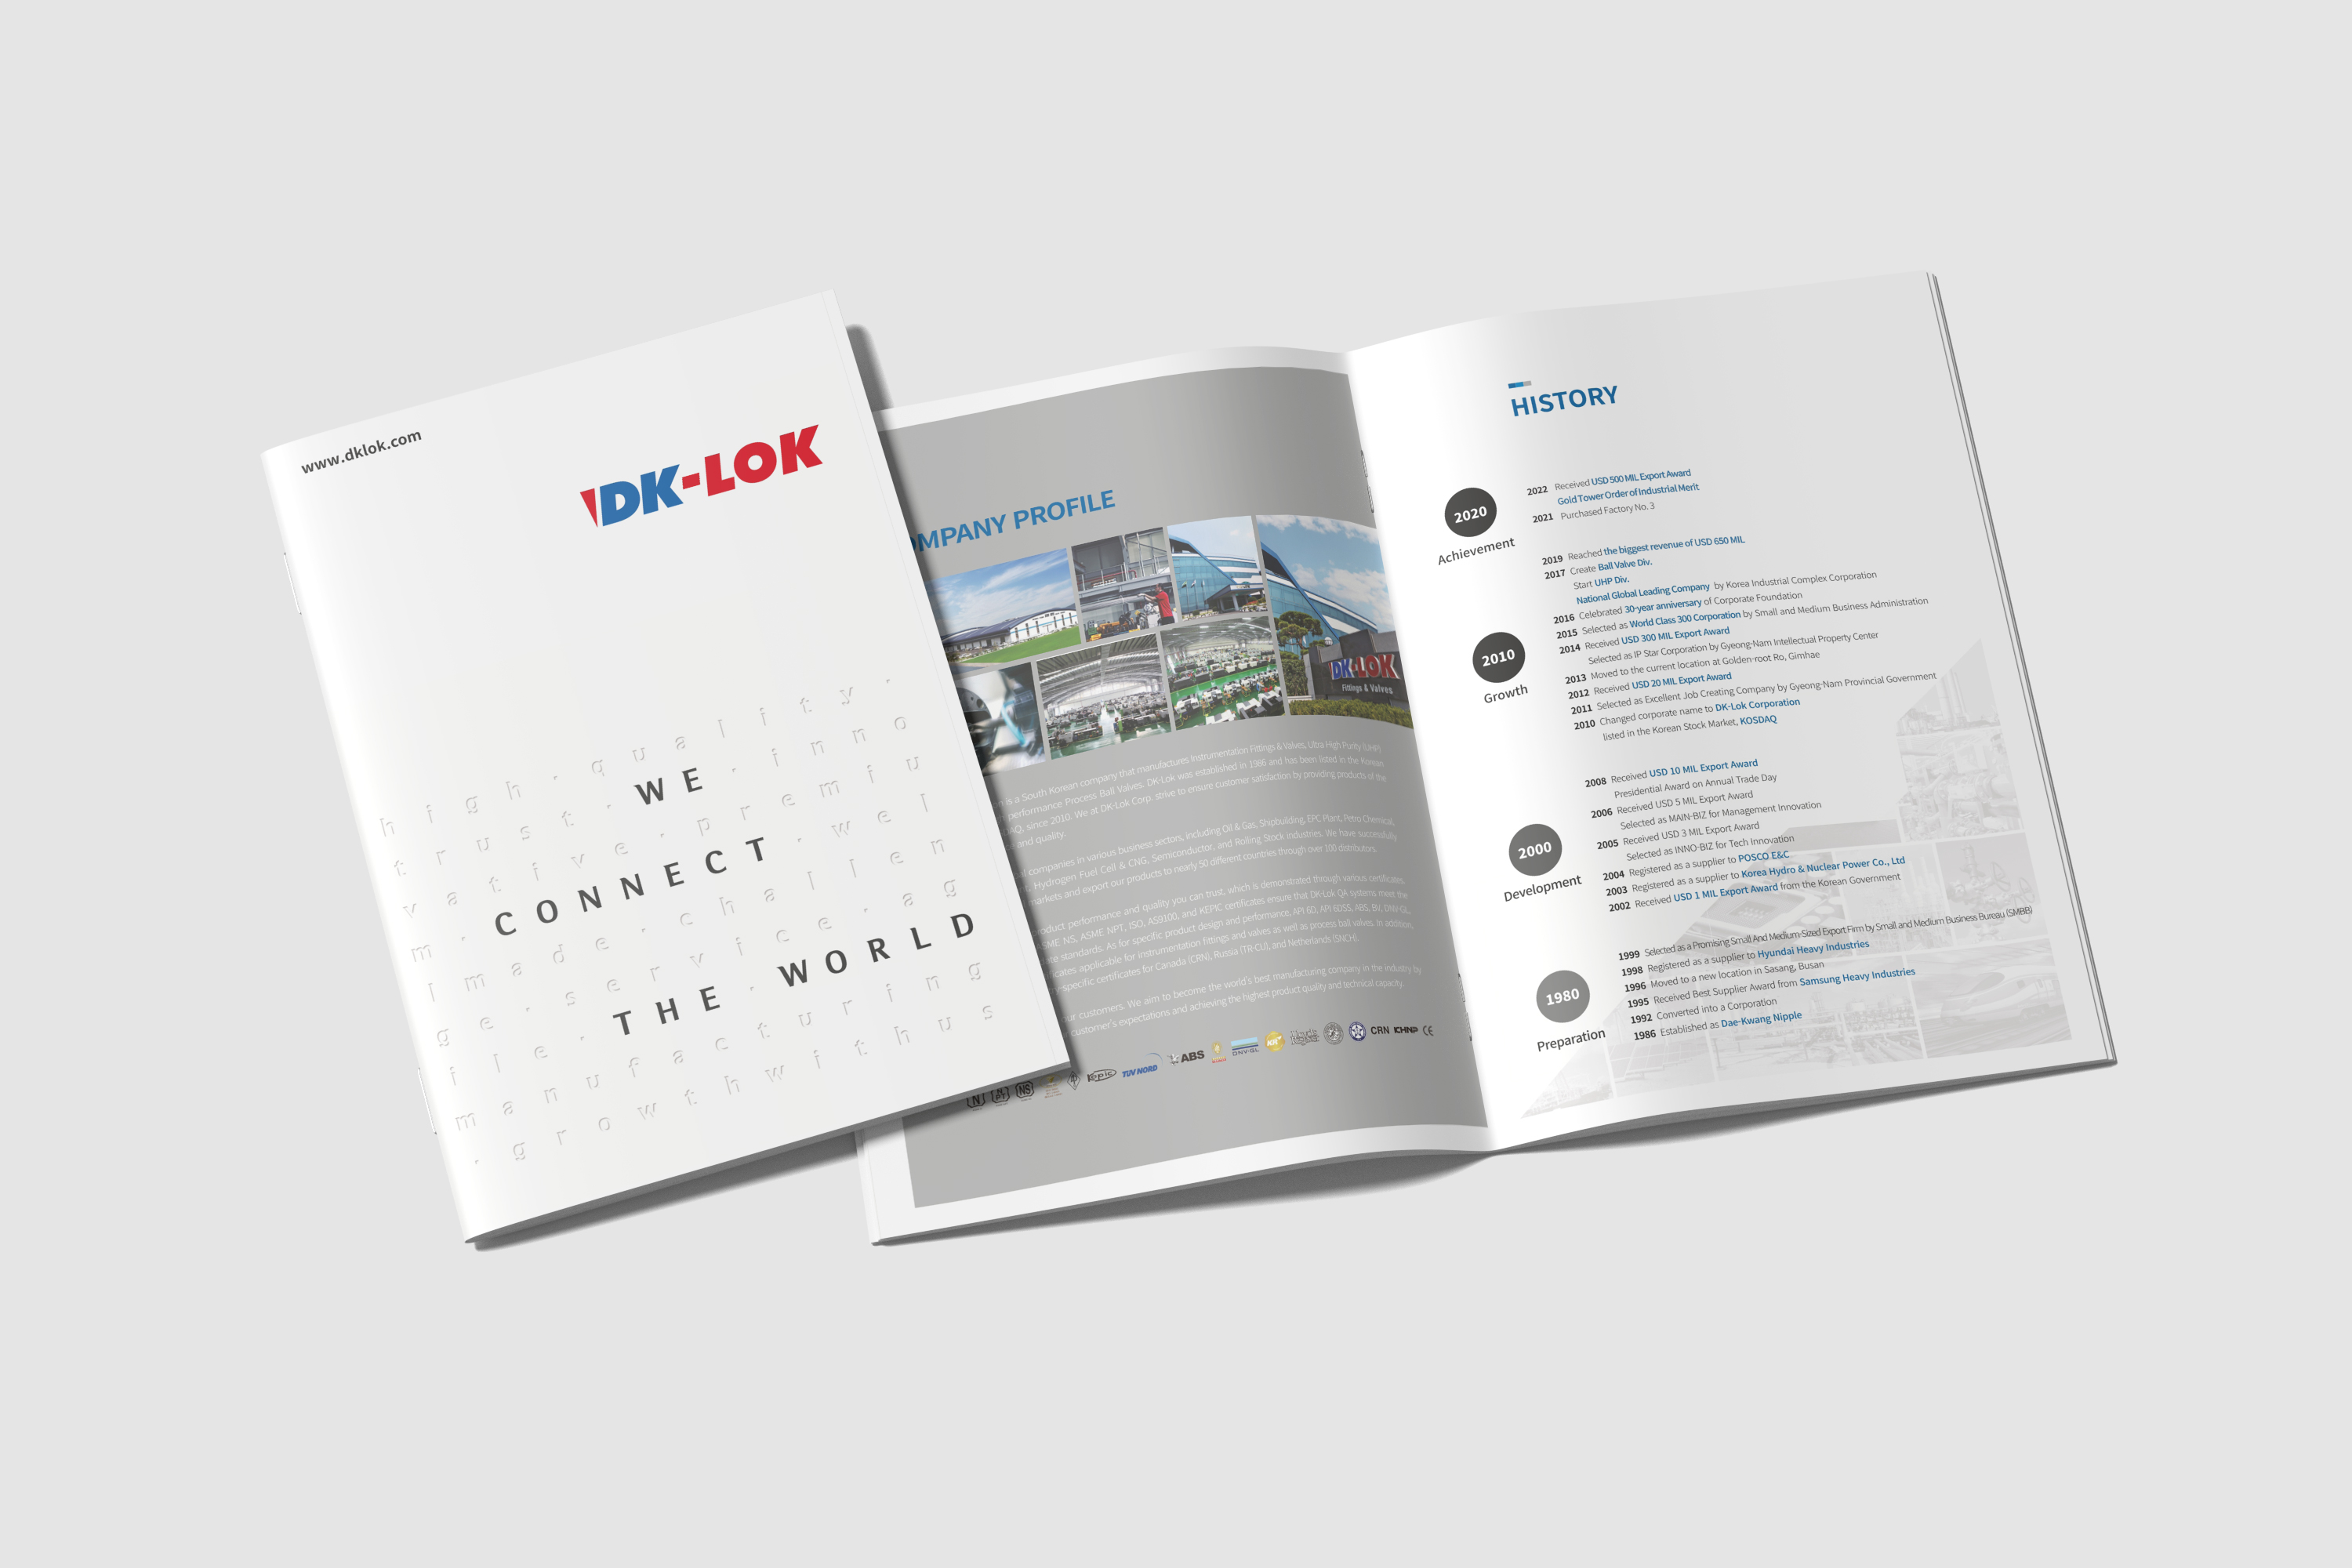 www.dklok.com
DK-LOK
high.quality.
trust.WE.inno
vative.premiu
m.CONNECT.wel
lmade.challen
ge.service.ag
ile.THE.WORLD
manufacturing
.growthwithus
OMPANY PROFILE
DK-LOK
Fittings & Valves
is a South Korean company that manufactures Instrumentation Fittings & Valves, Ultra High Purity (UHP)
performance Process Ball Valves. DK-Lok was established in 1986 and has been listed in the Korean
since 2010. We at DK-Lok Corp. strive to ensure customer satisfaction by providing products of the
and quality.
companies in various business sectors, including Oil & Gas, Shipbuilding, EPC Plant, Petro Chemical,
Hydrogen Fuel Cell & CNG, Semiconductor, and Rolling Stock industries. We have successfully
markets and export our products to nearly 50 different countries through over 100 distributors.
product performance and quality you can trust, which is demonstrated through various certificates.
ASME NS, ASME NPT, ISO, AS9100, and KEPIC certificates ensure that DK-Lok QA systems meet the
standards. As for specific product design and performance, API 6D, API 6DSS, ABS, BV, DNV-GL,
applicable for instrumentation fittings and valves as well as process ball valves. In addition,
specific certificates for Canada (CRN), Russia (TR-CU), and Netherlands (SNCH).
our customers. We aim to become the world's best manufacturing company in the industry by
customer's expectations and achieving the highest product quality and technical capacity.
N NPT NS kepic TUV NORD ABS DNV·GL KR CRN KHNP CE
HISTORY
2020
Achievement
2022 Received USD 500 MIL Export Award
Gold Tower Order of Industrial Merit
2021 Purchased Factory No. 3
2010
Growth
2019 Reached the biggest revenue of USD 650 MIL
2017 Create Ball Valve Div.
Start UHP Div.
National Global Leading Company by Korea Industrial Complex Corporation
2016 Celebrated 30-year anniversary of Corporate Foundation
2015 Selected as World Class 300 Corporation by Small and Medium Business Administration
2014 Received USD 300 MIL Export Award
Selected as IP Star Corporation by Gyeong-Nam Intellectual Property Center
2013 Moved to the current location at Golden-root Ro, Gimhae
2012 Received USD 20 MIL Export Award
2011 Selected as Excellent Job Creating Company by Gyeong-Nam Provincial Government
2010 Changed corporate name to DK-Lok Corporation
listed in the Korean Stock Market, KOSDAQ
2000
Development
2008 Received USD 10 MIL Export Award
Presidential Award on Annual Trade Day
2006 Received USD 5 MIL Export Award
Selected as MAIN-BIZ for Management Innovation
2005 Received USD 3 MIL Export Award
Selected as INNO-BIZ for Tech Innovation
2004 Registered as a supplier to POSCO E&C
2003 Registered as a supplier to Korea Hydro & Nuclear Power Co., Ltd
2002 Received USD 1 MIL Export Award from the Korean Government
1980
Preparation
1999 Selected as a Promising Small And Medium-Sized Export Firm by Small and Medium Business Bureau (SMBB)
1998 Registered as a supplier to Hyundai Heavy Industries
1996 Moved to a new location in Sasang, Busan
1995 Received Best Supplier Award from Samsung Heavy Industries
1992 Converted into a Corporation
1986 Established as Dae-Kwang Nipple